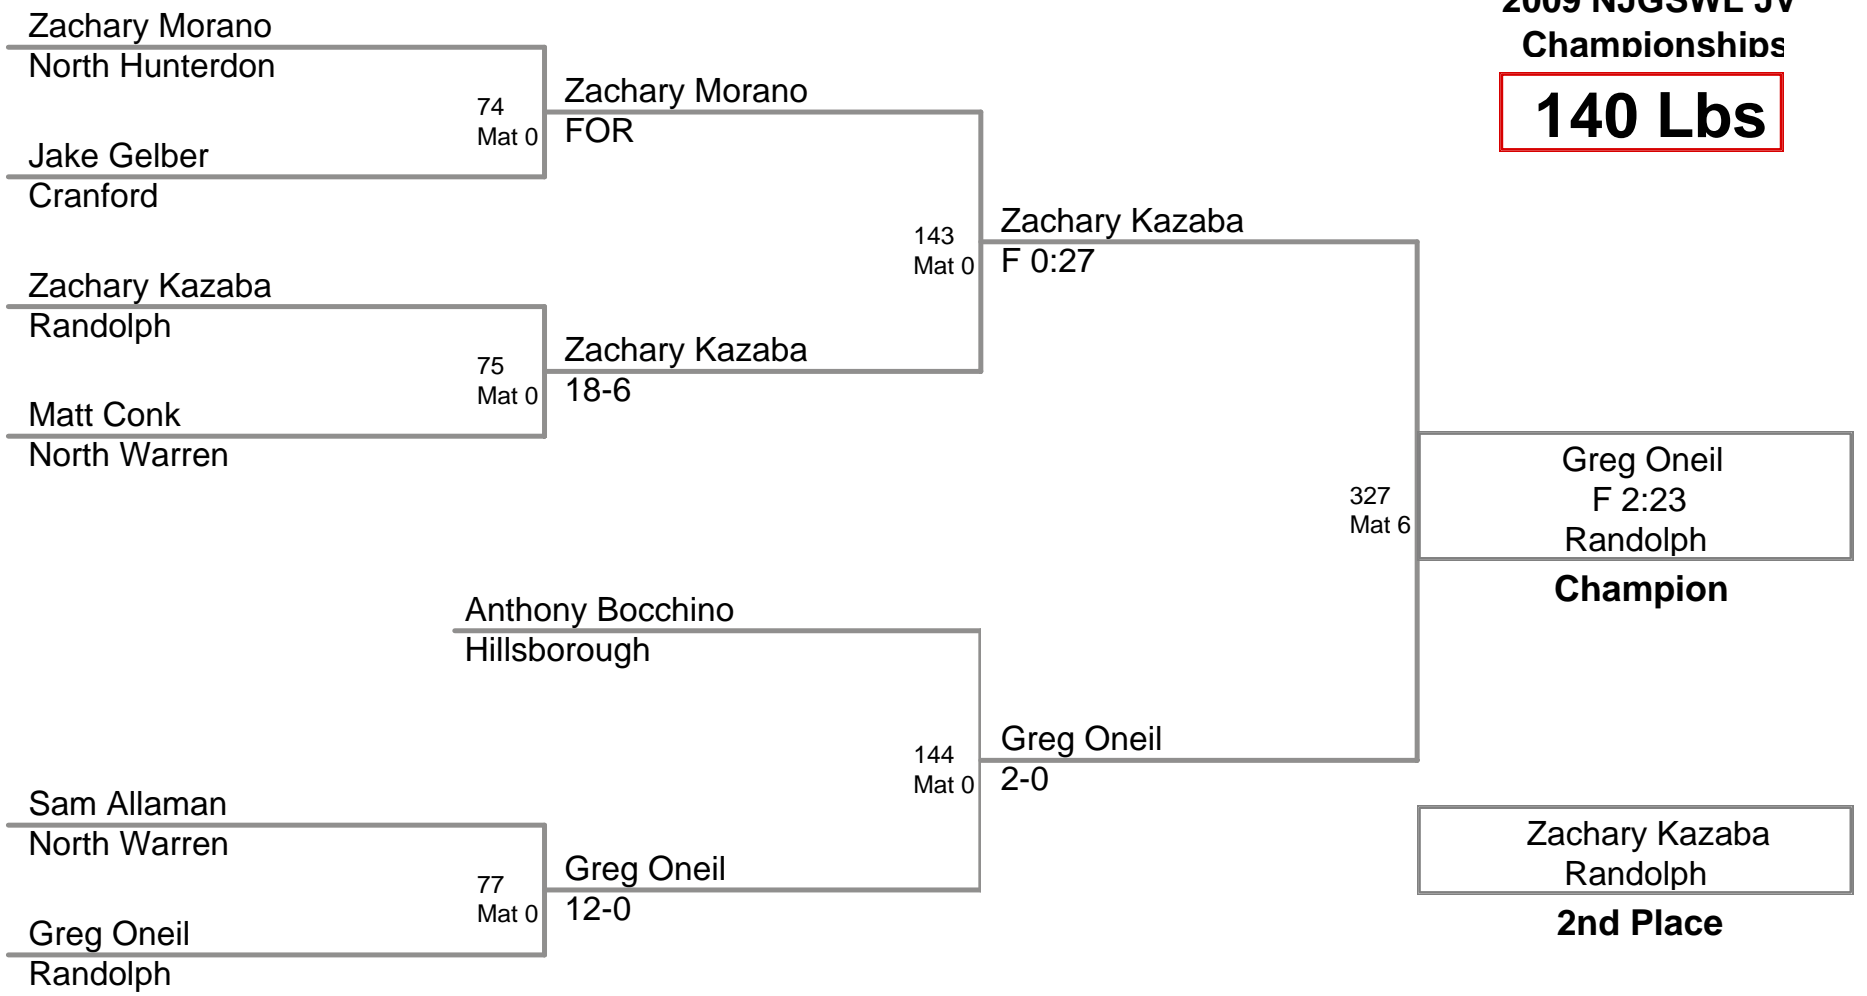 2009 NJGSWL JV
Championships
140 Lbs
Zachary Morano
North Hunterdon
74
Mat 0
Jake Gelber
Cranford
Zachary Morano
FOR
Zachary Kazaba
Randolph
75
Mat 0
Matt Conk
North Warren
Zachary Kazaba
18-6
143
Mat 0
Zachary Kazaba
F 0:27
Anthony Bocchino
Hillsborough
Sam Allaman
North Warren
77
Mat 0
Greg Oneil
Randolph
Greg Oneil
12-0
144
Mat 0
Greg Oneil
2-0
327
Mat 6
Greg Oneil
F 2:23
Randolph
Champion
Zachary Kazaba
Randolph
2nd Place